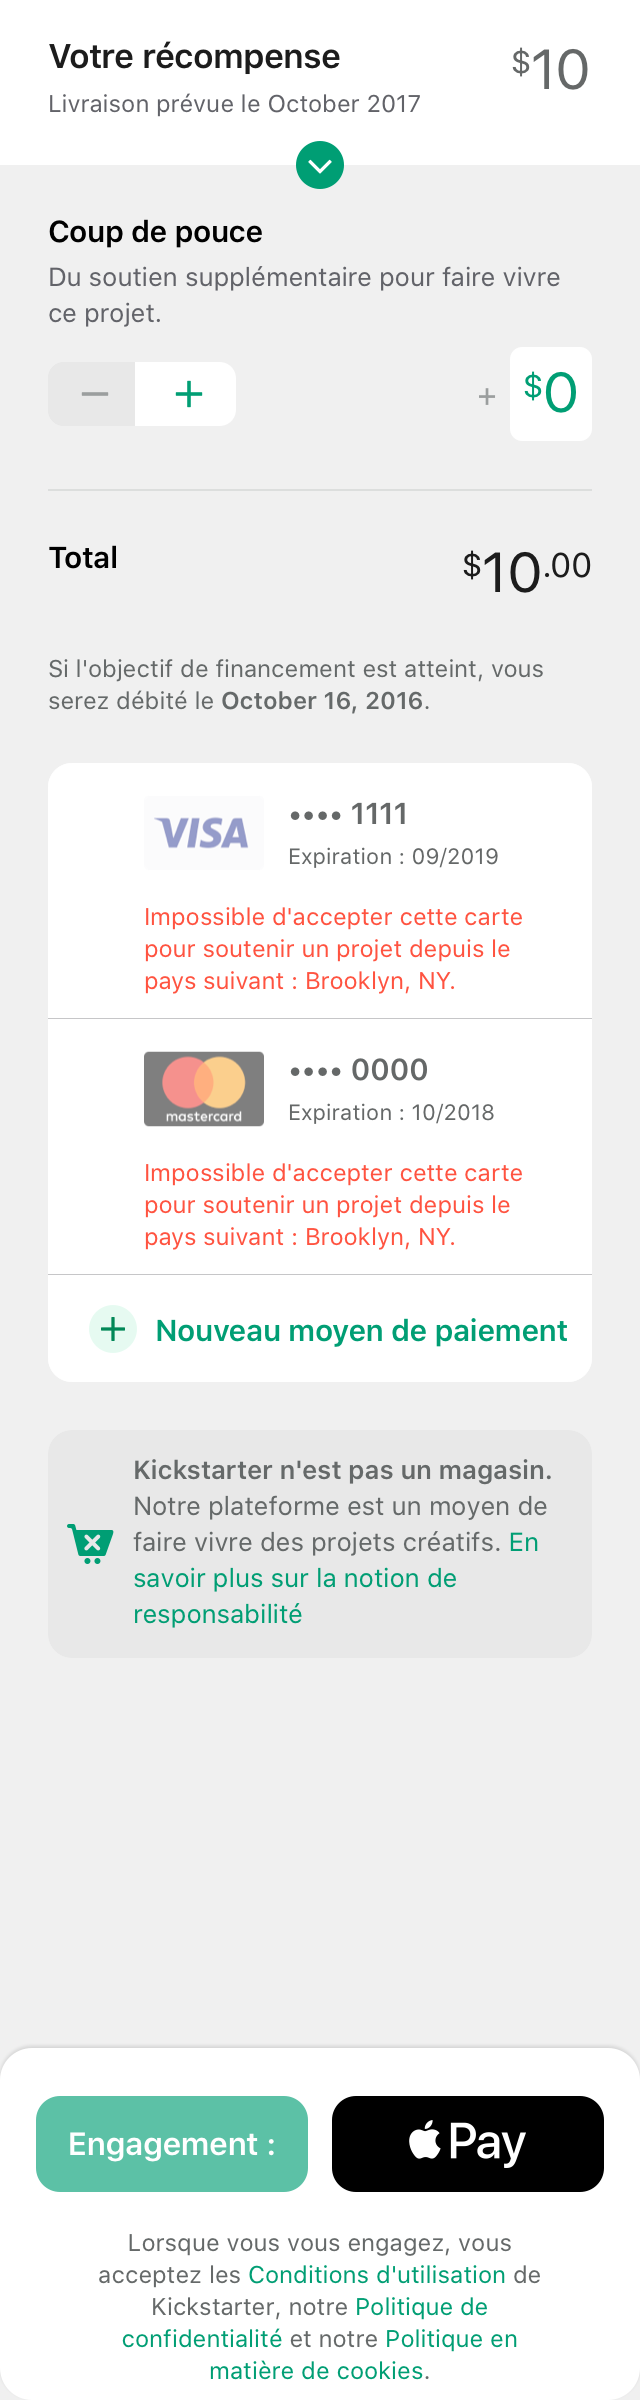 Votre récompense
$10
Livraison prévue le October 2017
Coup de pouce
Du soutien supplémentaire pour faire vivre
ce projet.
+ $0
Total
$10.00
Si l'objectif de financement est atteint, vous
serez débité le October 16, 2016.
VISA
•••• 1111
Expiration : 09/2019
Impossible d'accepter cette carte
pour soutenir un projet depuis le
pays suivant : Brooklyn, NY.
mastercard
•••• 0000
Expiration : 10/2018
Impossible d'accepter cette carte
pour soutenir un projet depuis le
pays suivant : Brooklyn, NY.
Nouveau moyen de paiement
Kickstarter n'est pas un magasin.
Notre plateforme est un moyen de
faire vivre des projets créatifs. En
savoir plus sur la notion de
responsabilité
Engagement :
Pay
Lorsque vous vous engagez, vous
acceptez les Conditions d'utilisation de
Kickstarter, notre Politique de
confidentialité et notre Politique en
matière de cookies.